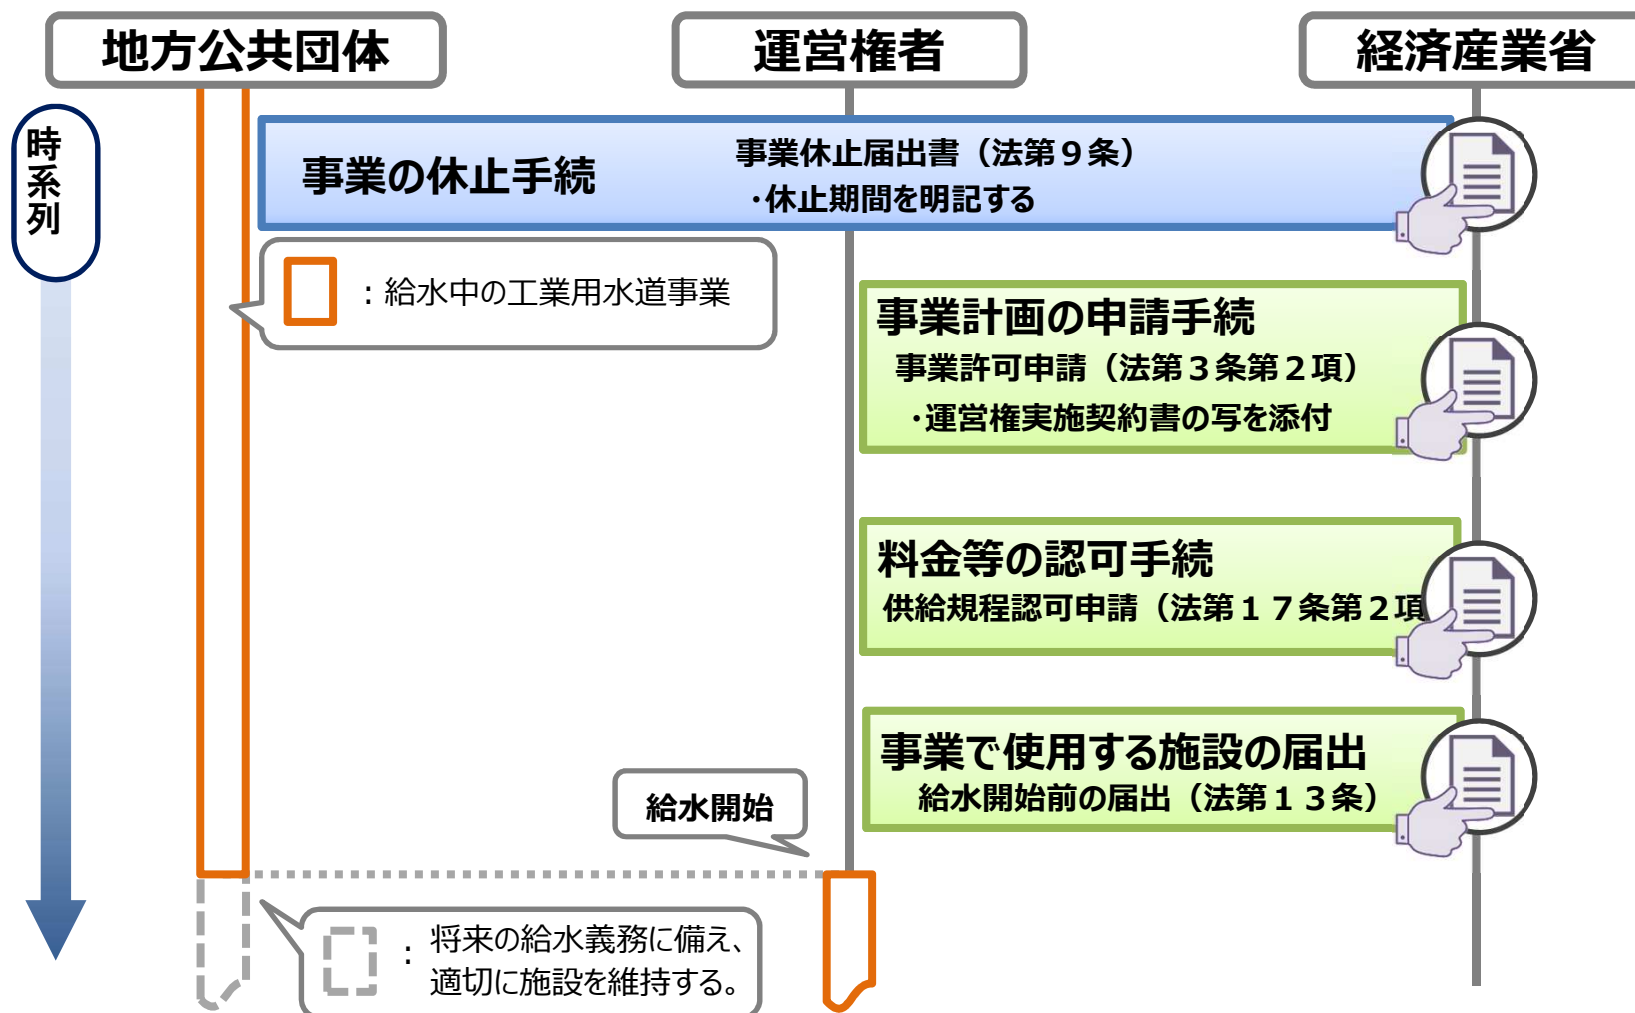 地方公共団体
運営権者
経済産業省
時系列
事業の休止手続
事業休止届出書（法第９条）
・休止期間を明記する
：給水中の工業用水道事業
事業計画の申請手続
事業許可申請（法第３条第２項）
・運営権実施契約書の写を添付
料金等の認可手続
供給規程認可申請（法第１７条第２項
事業で使用する施設の届出
給水開始前の届出（法第１３条）
給水開始
：将来の給水義務に備え、
適切に施設を維持する。